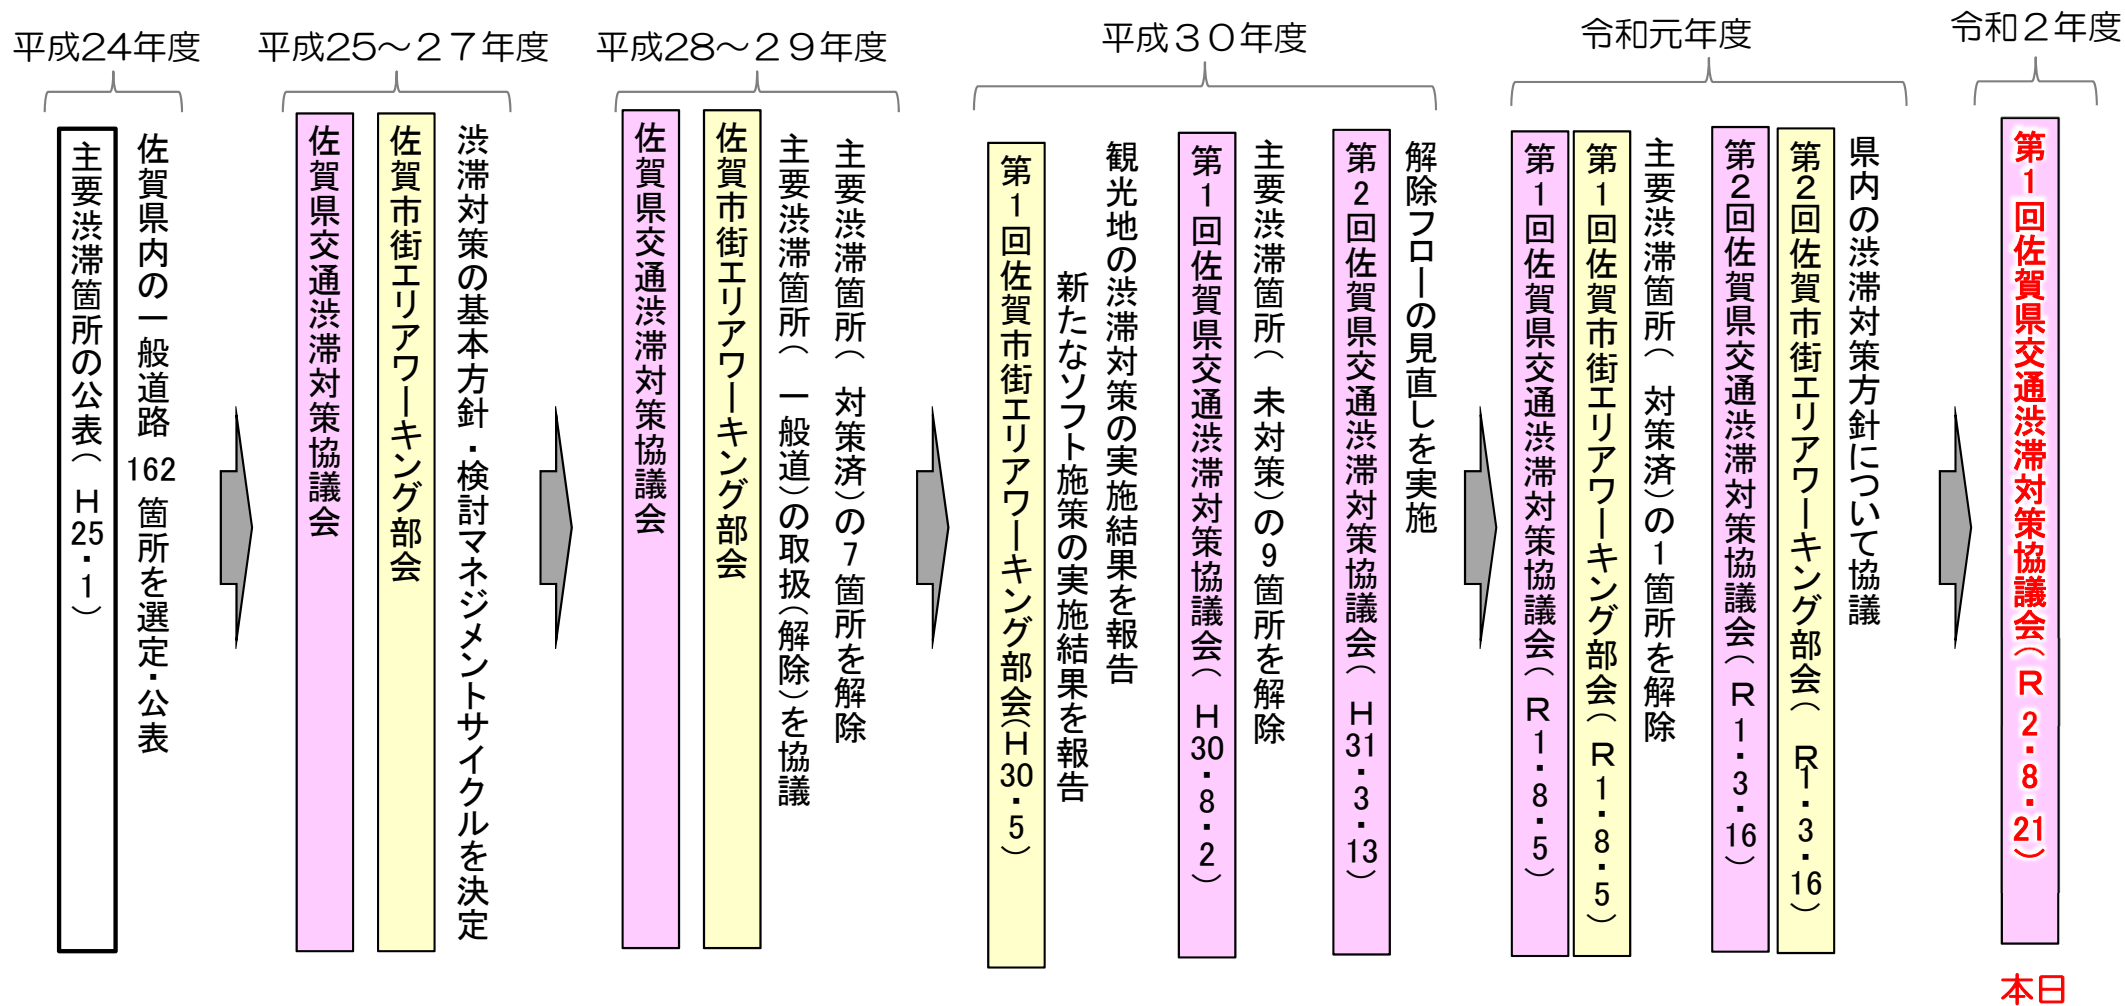 平成24年度
主要渋滞箇所の公表(H25・1)
佐賀県内の一般道路162箇所を選定・公表
平成25～２７年度
佐賀県交通渋滞対策協議会
佐賀市街エリアワーキング部会
渋滞対策の基本方針・検討マネジメントサイクルを決定
平成28～２９年度
佐賀県交通渋滞対策協議会
佐賀市街エリアワーキング部会
主要渋滞箇所(一般道)の取扱(解除)を協議
主要渋滞箇所(対策済)の7箇所を解除
平成３０年度
第1回佐賀市街エリアワーキング部会(H30・5)
新たなソフト施策の実施結果を報告
観光地の渋滞対策の実施結果を報告
第1回佐賀県交通渋滞対策協議会(H30・8・2)
主要渋滞箇所(未対策)の9箇所を解除
第2回佐賀県交通渋滞対策協議会(H31・3・13)
解除フローの見直しを実施
令和元年度
第1回佐賀県交通渋滞対策協議会(R1・8・5)
第1回佐賀市街エリアワーキング部会(R1・8・5)
主要渋滞箇所(対策済)の1箇所を解除
第2回佐賀県交通渋滞対策協議会(R1・3・16)
第2回佐賀市街エリアワーキング部会(R1・3・16)
県内の渋滞対策方針について協議
令和２年度
第1回佐賀県交通渋滞対策協議会(R2・8・21)
本日